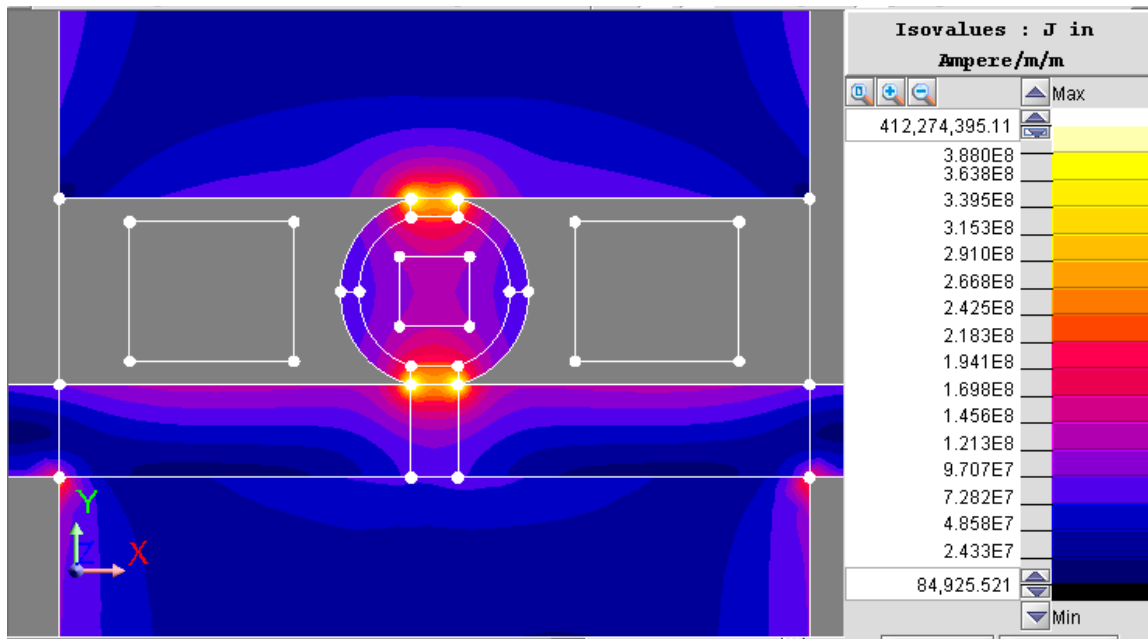 Isovalues : J in
Ampere/m/m
Max
412,274,395.11
3.880E8
3.638E8
3.395E8
3.153E8
2.910E8
2.668E8
2.425E8
2.183E8
1.941E8
1.698E8
1.456E8
1.213E8
9.707E7
7.282E7
4.858E7
2.433E7
84,925.521
Min
Y
Z
X